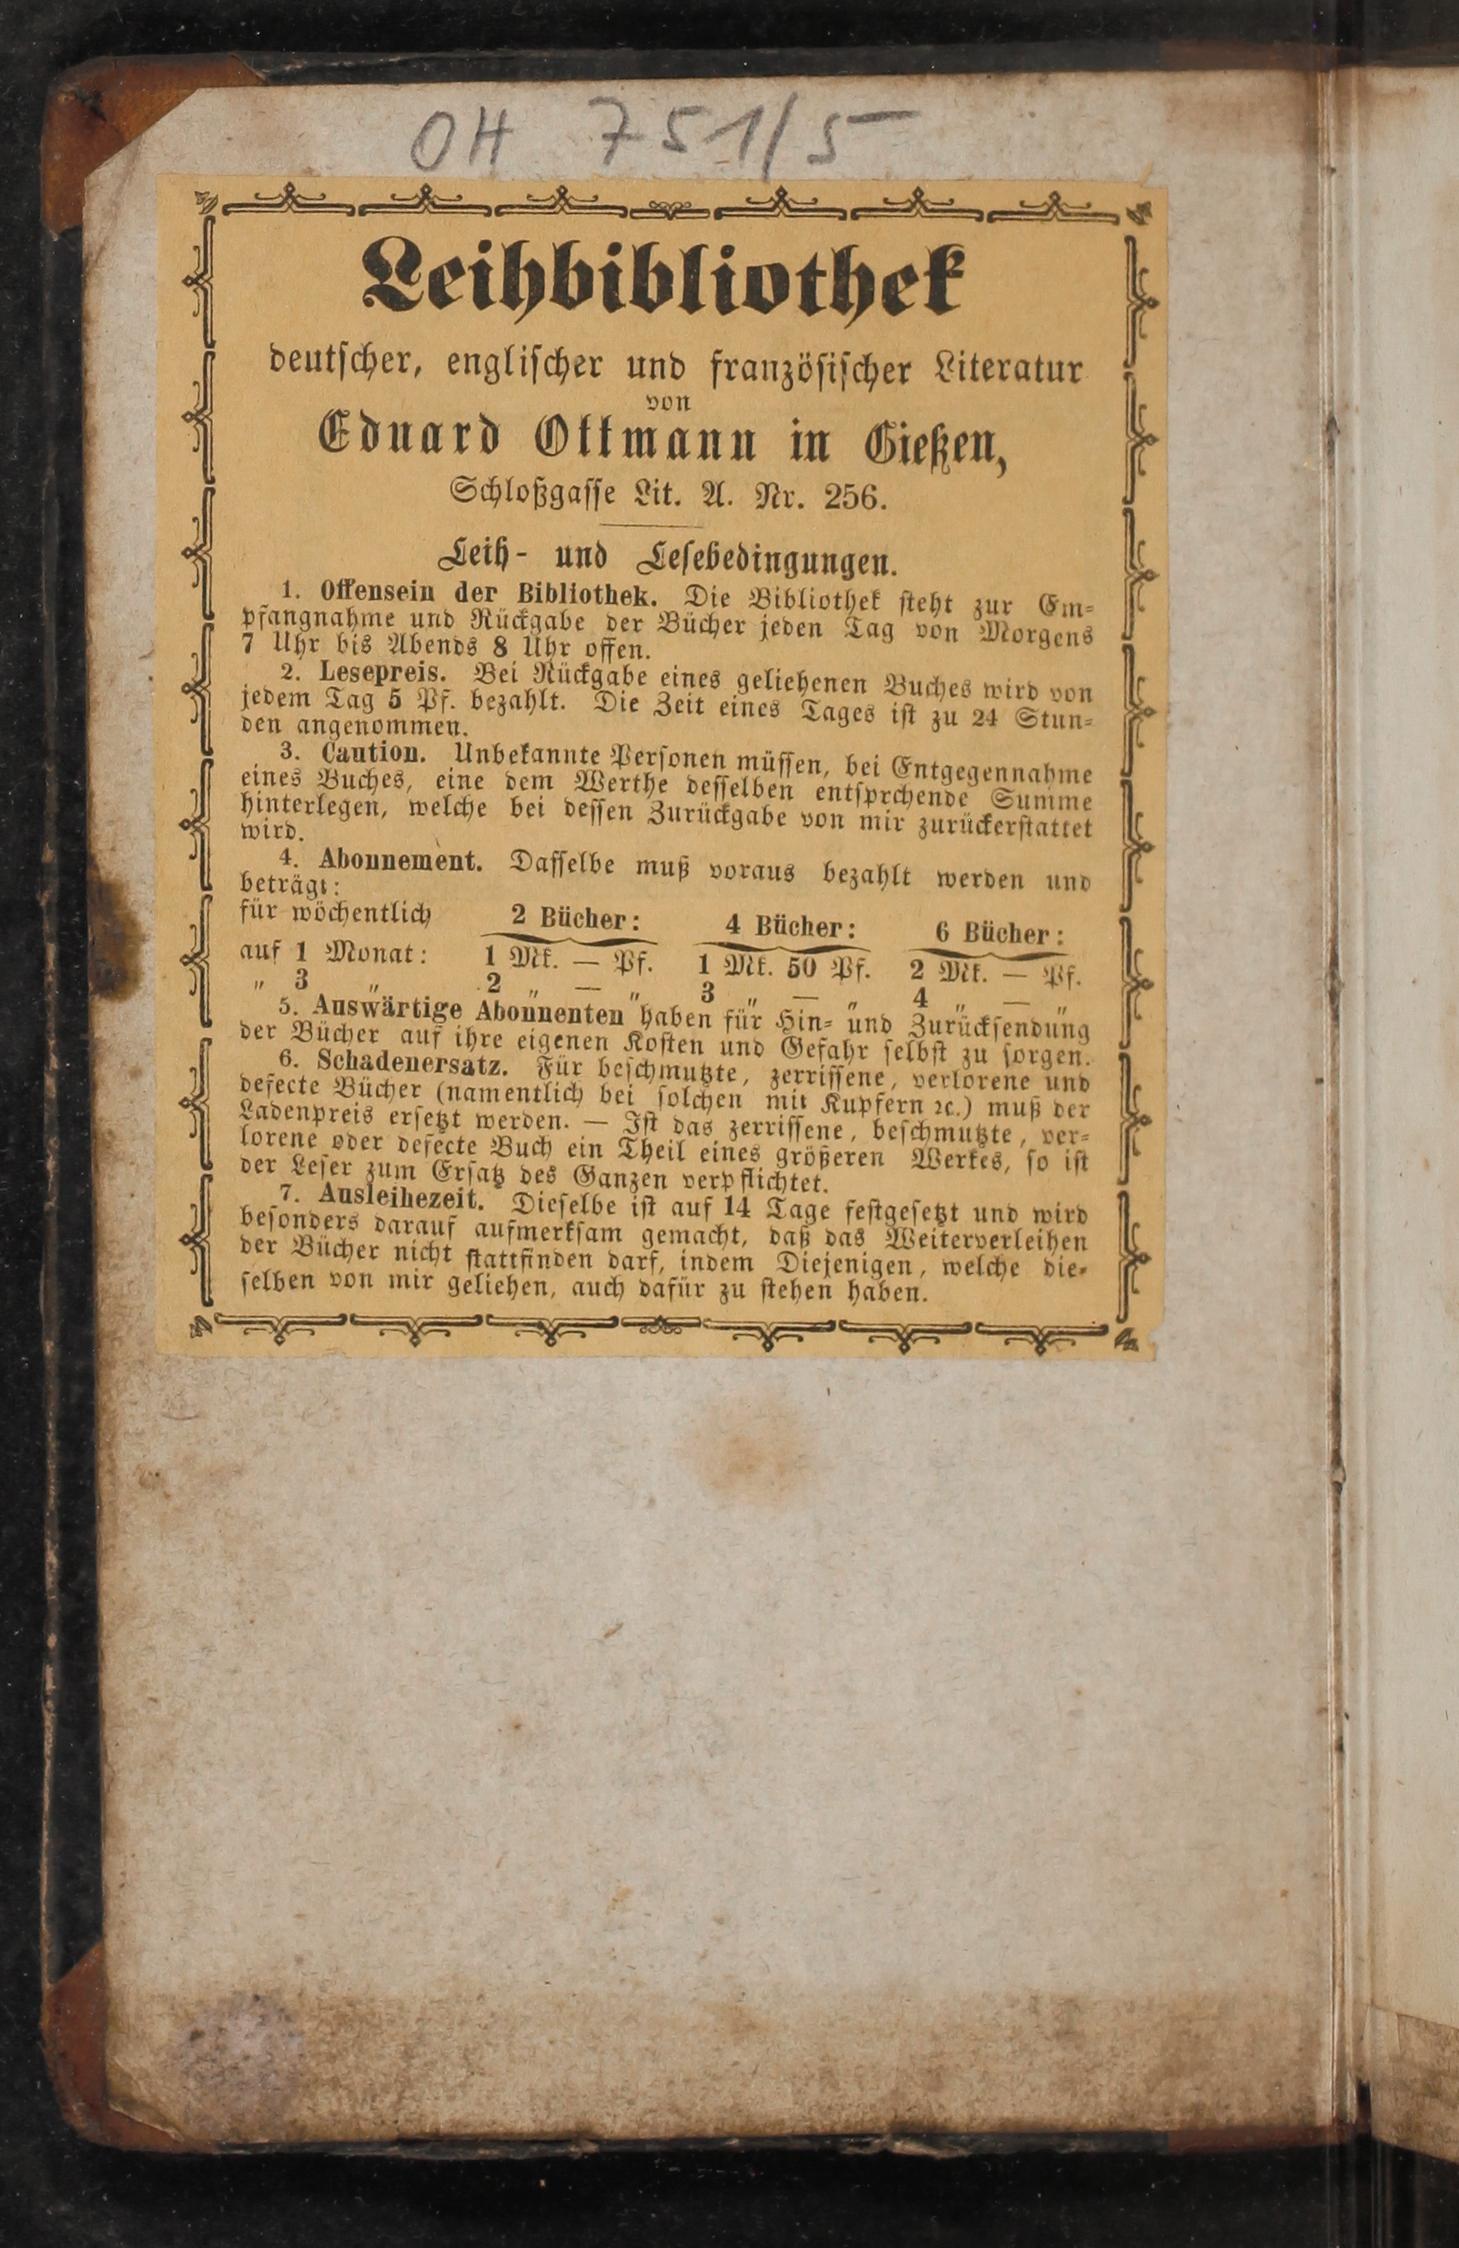 OH 751/5
Leihbibliothek
deutscher, englischer und französischer Literatur
von
Eduard Ottmann in Gießen,
Schloßgasse Lit. A. Nr. 256.
Leih- und Lesebedingungen.
1. Offensein der Bibliothek. Die Bibliothek steht zur Em-
pfangnahme und Rückgabe der Bücher jeden Tag von Morgens
7 Uhr bis Abends 8 Uhr offen.
2. Lesepreis. Bei Rückgabe eines geliehenen Buches wird von
jedem Tag 5 Pf. bezahlt. Die Zeit eines Tages ist zu 24 Stun-
den angenommen.
3. Caution. Unbekannte Personen müssen, bei Entgegennahme
eines Buches, eine dem Werthe desselben entsprchende Summe
hinterlegen, welche bei dessen Zurückgabe von mir zurückerstattet
wird.
4. Abonnement. Dasselbe muß voraus bezahlt werden und
beträgt:
für wöchentlich 2 Bücher: 4 Bücher: 6 Bücher:
auf 1 Monat: 1 Mk. — Pf. 1 Mk. 50 Pf. 2 Mk. — Pf.
„ 3 „ 2 „ — „ 3 „ — „ 4 „ — „
5. Auswärtige Abonnenten haben für Hin- und Zurücksendung
der Bücher auf ihre eigenen Kosten und Gefahr selbst zu sorgen.
6. Schadenersatz. Für beschmutzte, zerrissene, verlorene und
defecte Bücher (namentlich bei solchen mit Kupfern ꝛc.) muß der
Ladenpreis ersetzt werden. — Ist das zerrissene, beschmutzte, ver-
lorene oder defecte Buch ein Theil eines größeren Werkes, so ist
der Leser zum Ersatz des Ganzen verpflichtet.
7. Ausleihezeit. Dieselbe ist auf 14 Tage festgesetzt und wird
besonders darauf aufmerksam gemacht, daß das Weiterverleihen
der Bücher nicht stattfinden darf, indem Diejenigen, welche die-
selben von mir geliehen, auch dafür zu stehen haben.